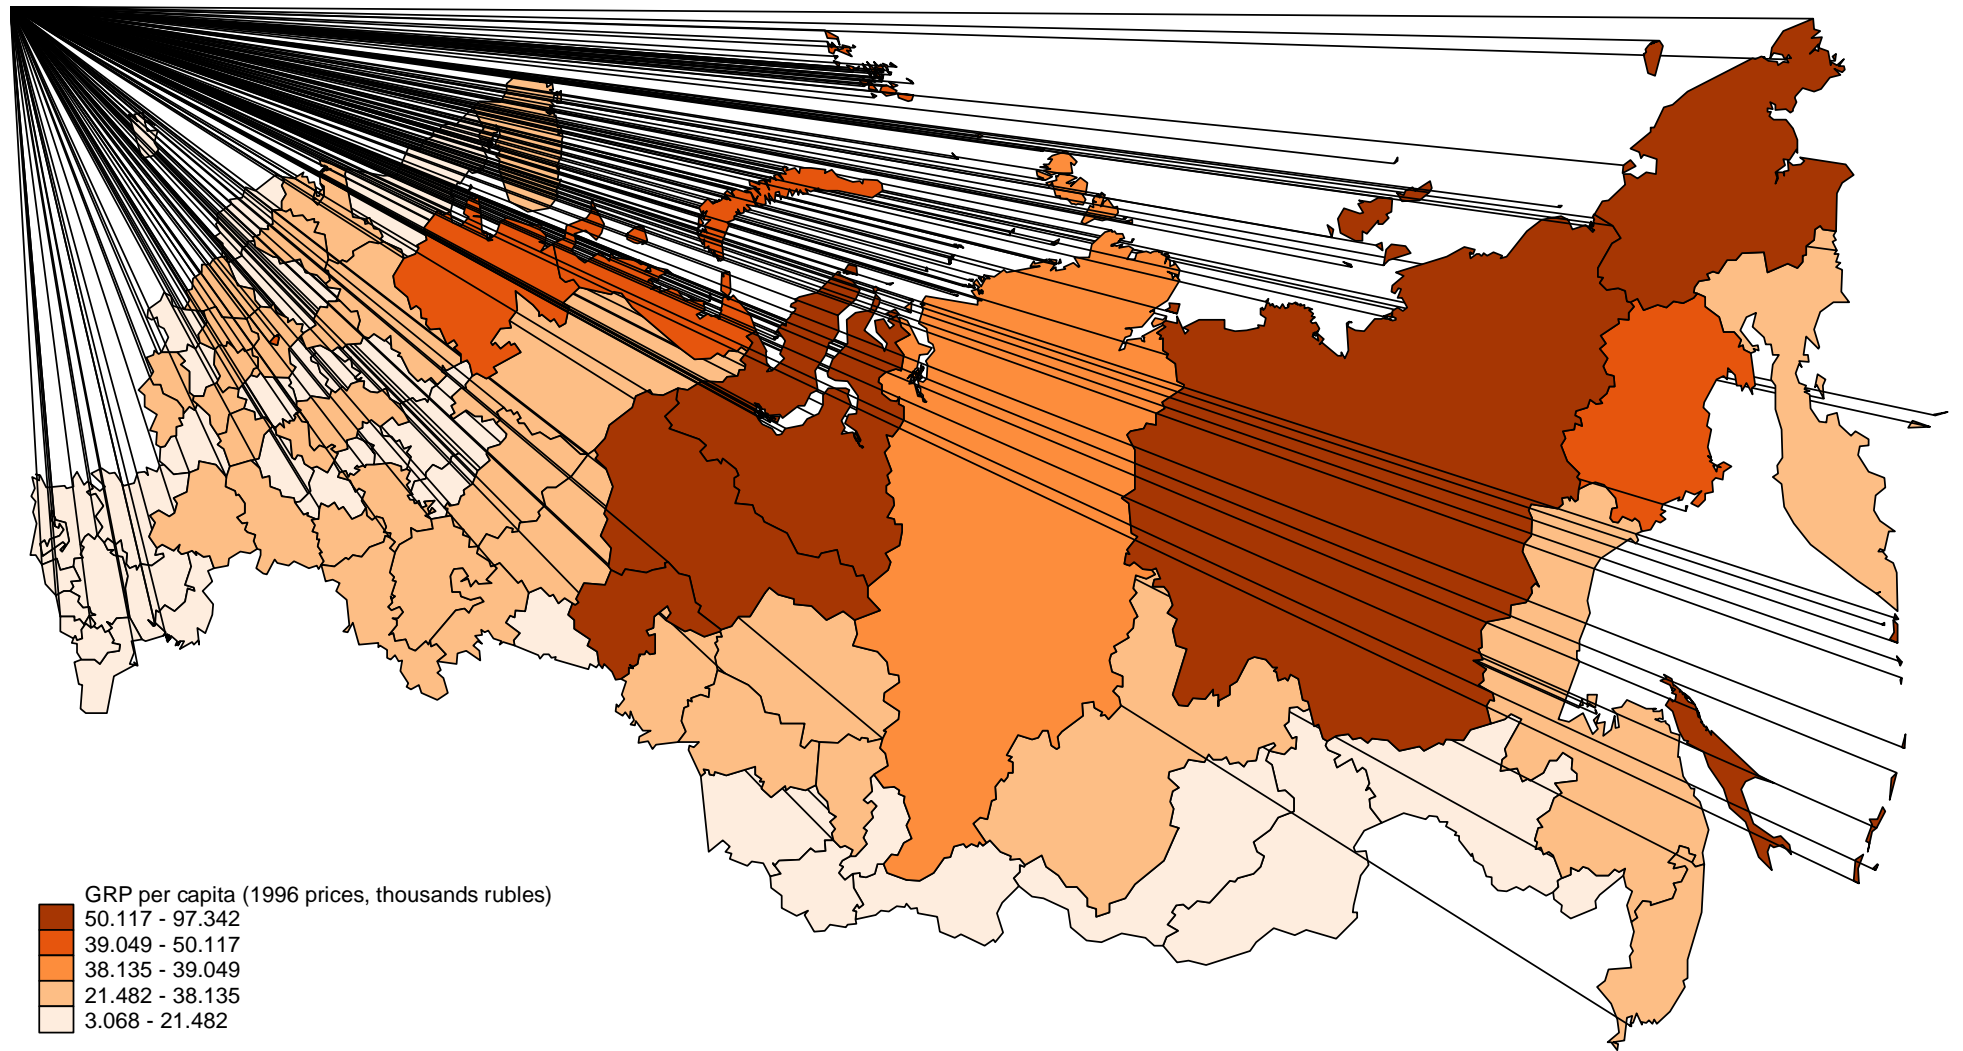 GRP per capita (1996 prices, thousands rubles)
50.117 - 97.342
39.049 - 50.117
38.135 - 39.049
21.482 - 38.135
3.068 - 21.482